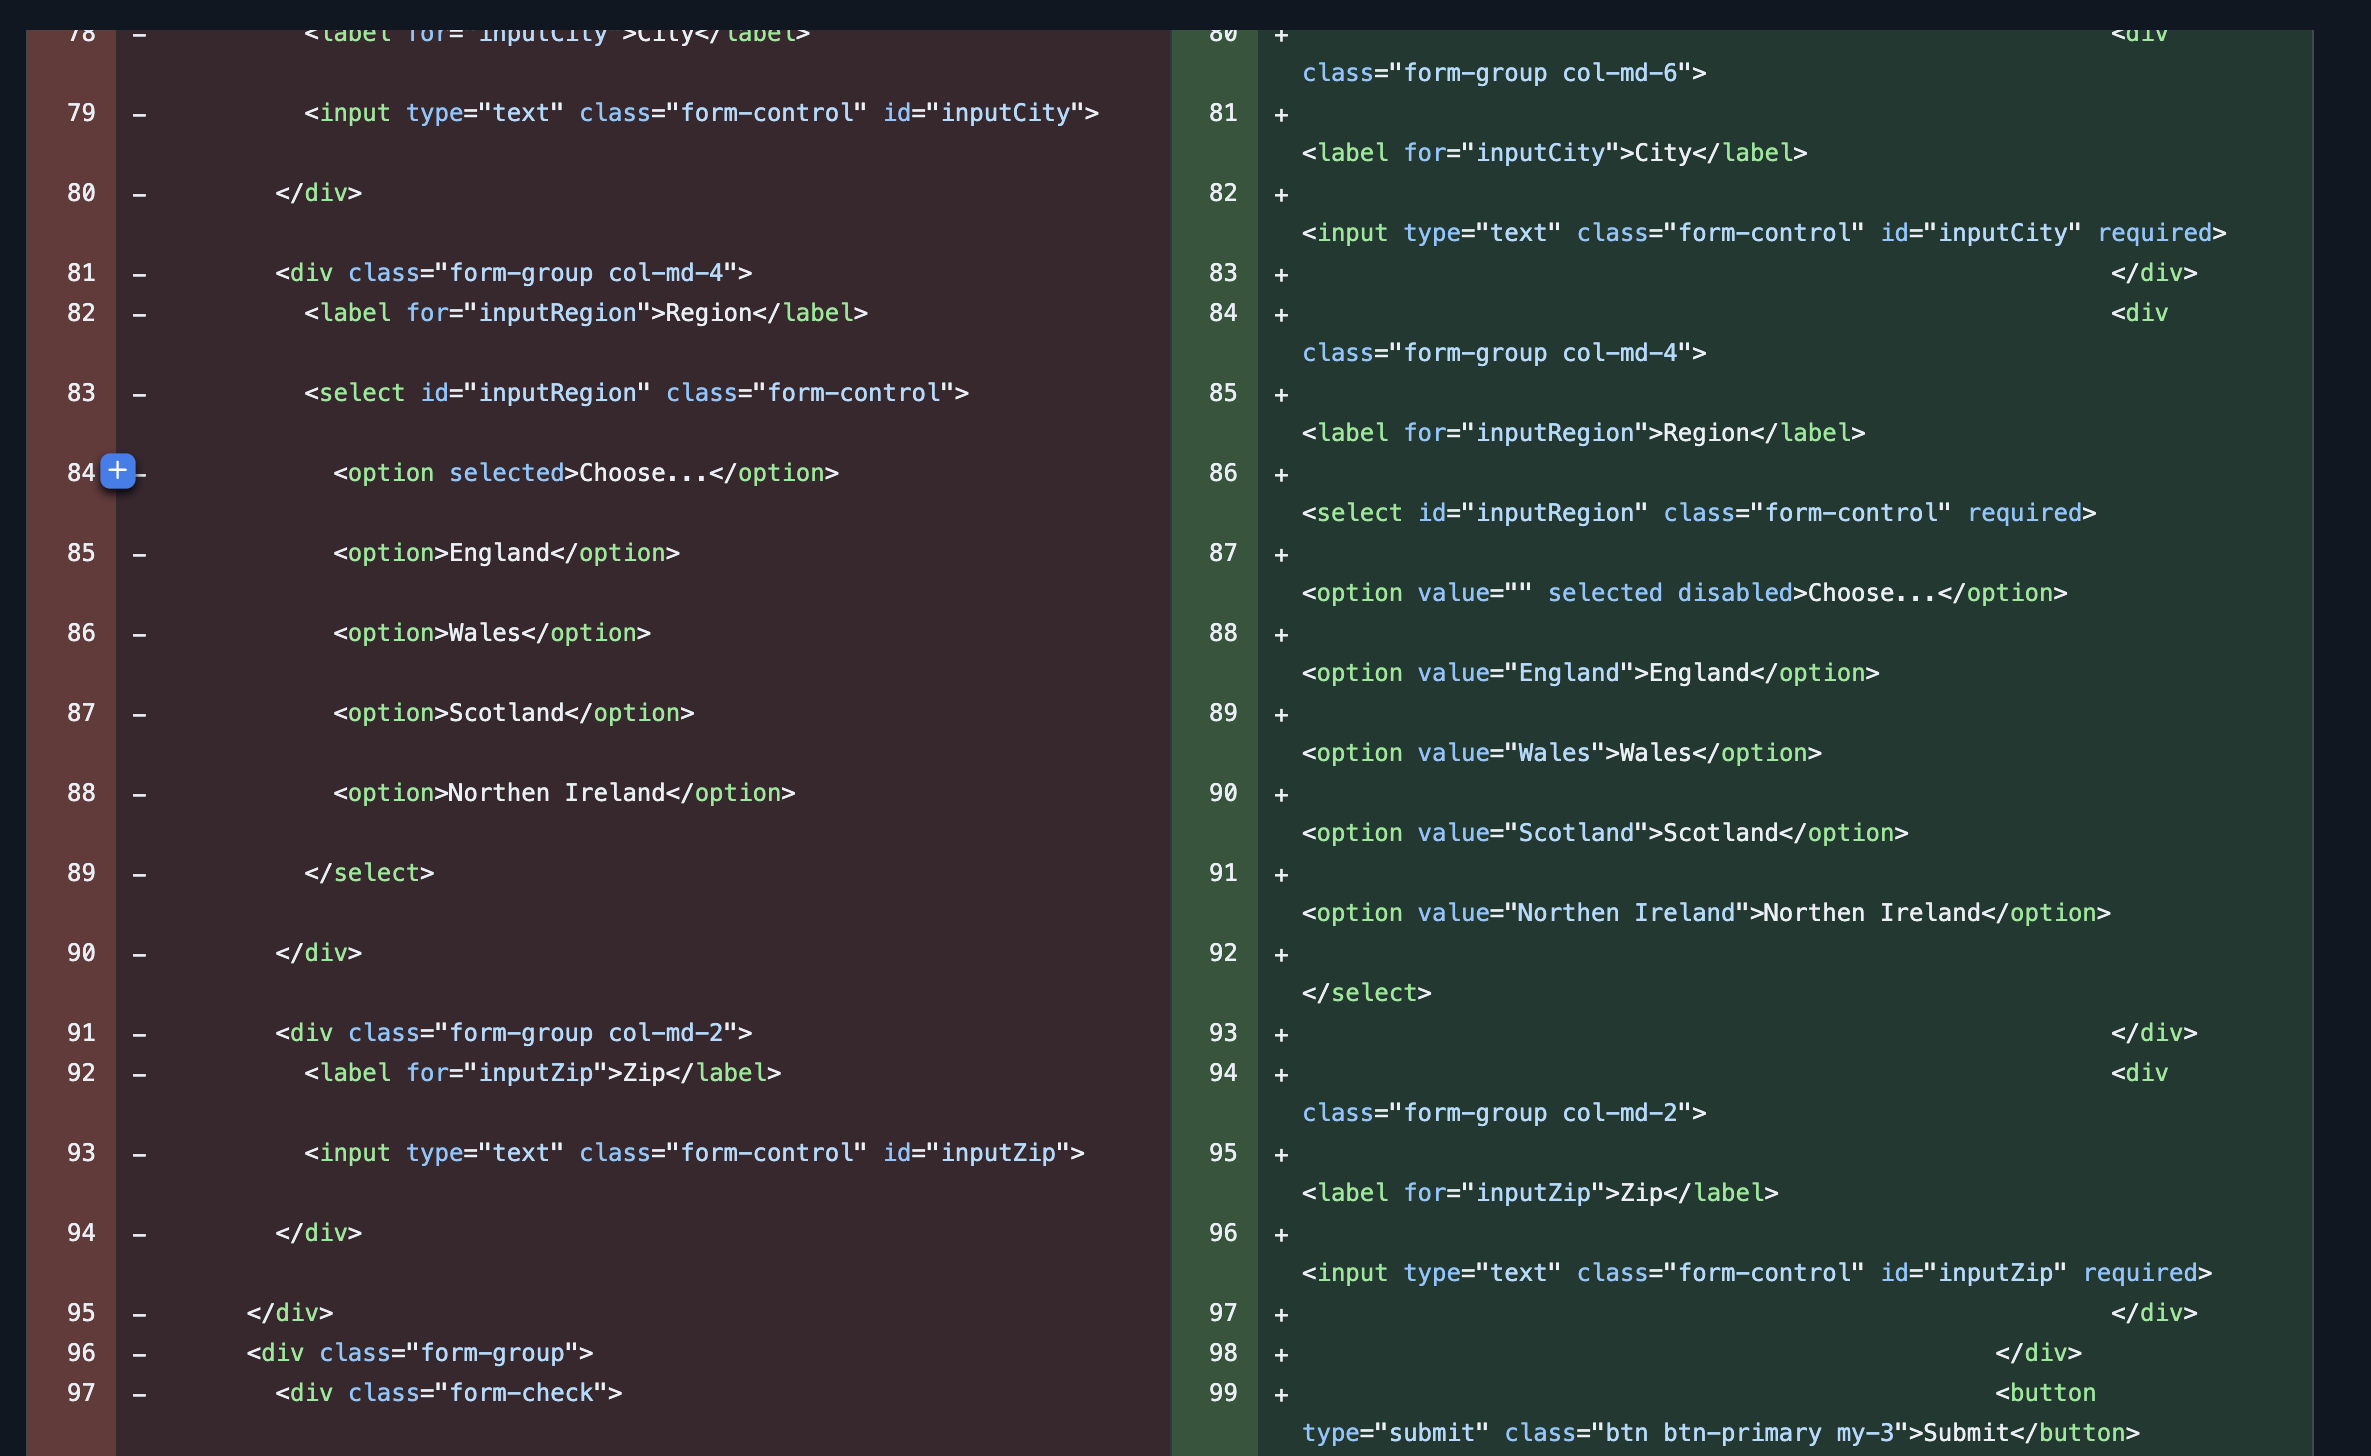 78 - <label for="inputCity">City</label>
79 - <input type="text" class="form-control" id="inputCity">
80 - </div>
81 - <div class="form-group col-md-4">
82 - <label for="inputRegion">Region</label>
83 - <select id="inputRegion" class="form-control">
84 + - <option selected>Choose...</option>
85 - <option>England</option>
86 - <option>Wales</option>
87 - <option>Scotland</option>
88 - <option>Northen Ireland</option>
89 - </select>
90 - </div>
91 - <div class="form-group col-md-2">
92 - <label for="inputZip">Zip</label>
93 - <input type="text" class="form-control" id="inputZip">
94 - </div>
95 - </div>
96 - <div class="form-group">
97 - <div class="form-check">
80 + <div
class="form-group col-md-6">
81 +
<label for="inputCity">City</label>
82 +
<input type="text" class="form-control" id="inputCity" required>
83 + </div>
84 + <div
class="form-group col-md-4">
85 +
<label for="inputRegion">Region</label>
86 +
<select id="inputRegion" class="form-control" required>
87 +
<option value="" selected disabled>Choose...</option>
88 +
<option value="England">England</option>
89 +
<option value="Wales">Wales</option>
90 +
<option value="Scotland">Scotland</option>
91 +
<option value="Northen Ireland">Northen Ireland</option>
92 +
</select>
93 + </div>
94 + <div
class="form-group col-md-2">
95 +
<label for="inputZip">Zip</label>
96 +
<input type="text" class="form-control" id="inputZip" required>
97 + </div>
98 + </div>
99 + <button
type="submit" class="btn btn-primary my-3">Submit</button>